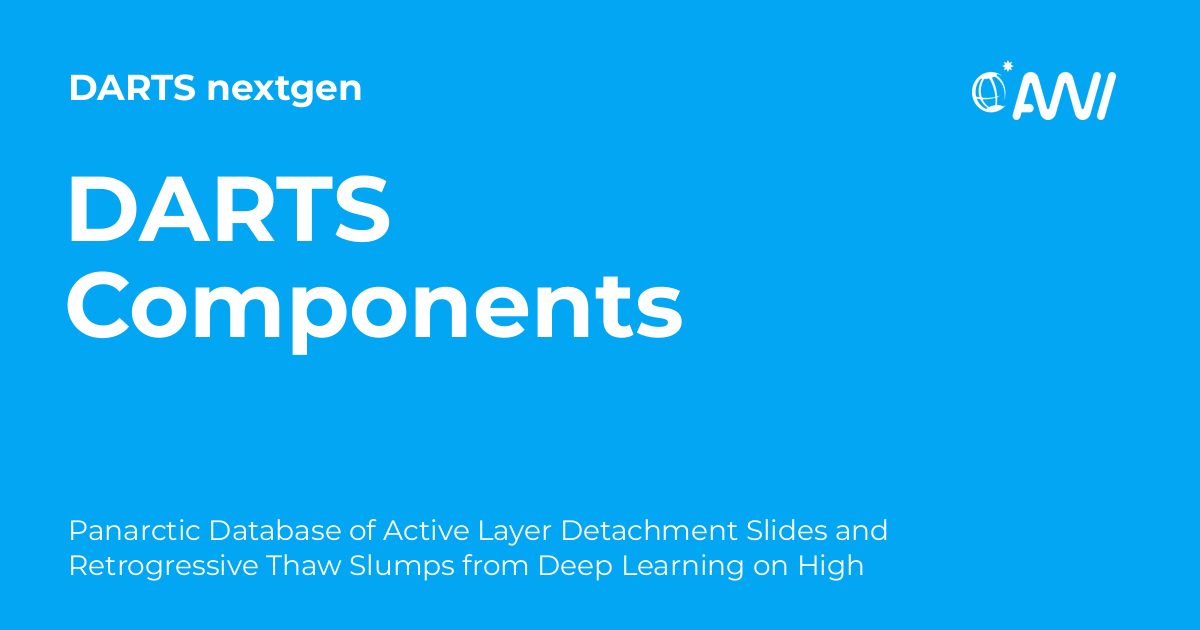 DARTS nextgen
AWI
DARTS
Components
Panarctic Database of Active Layer Detachment Slides and
Retrogressive Thaw Slumps from Deep Learning on High